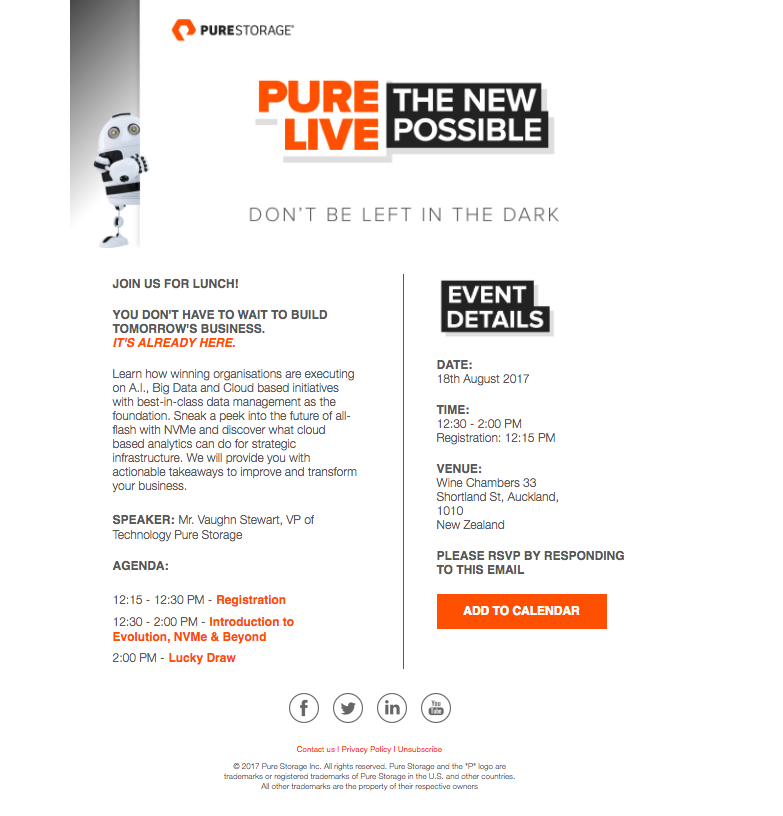 PURESTORAGE®
PURE
LIVE
THE NEW
POSSIBLE
DON'T BE LEFT IN THE DARK
JOIN US FOR LUNCH!
YOU DON'T HAVE TO WAIT TO BUILD
TOMORROW'S BUSINESS.
IT'S ALREADY HERE.
Learn how winning organisations are executing
on A.I., Big Data and Cloud based initiatives
with best-in-class data management as the
foundation. Sneak a peek into the future of all-
flash with NVMe and discover what cloud
based analytics can do for strategic
infrastructure. We will provide you with
actionable takeaways to improve and transform
your business.
SPEAKER: Mr. Vaughn Stewart, VP of
Technology Pure Storage
AGENDA:
12:15 - 12:30 PM - Registration
12:30 - 2:00 PM - Introduction to
Evolution, NVMe & Beyond
2:00 PM - Lucky Draw
EVENT
DETAILS
DATE:
18th August 2017
TIME:
12:30 - 2:00 PM
Registration: 12:15 PM
VENUE:
Wine Chambers 33
Shortland St, Auckland,
1010
New Zealand
PLEASE RSVP BY RESPONDING
TO THIS EMAIL
ADD TO CALENDAR
You
Tube
Contact us I Privacy Policy I Unsubscribe
© 2017 Pure Storage Inc. All rights reserved. Pure Storage and the "P" logo are
trademarks or registered trademarks of Pure Storage in the U.S. and other countries.
All other trademarks are the property of their respective owners